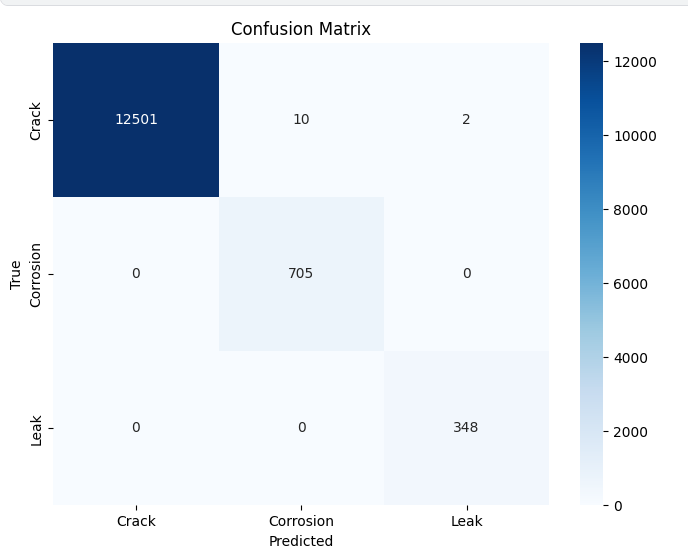 Confusion Matrix
True
Crack
12501
10
2
Corrosion
0
705
0
Leak
0
0
348
Crack
Corrosion
Leak
Predicted
12000
10000
8000
6000
4000
2000
0